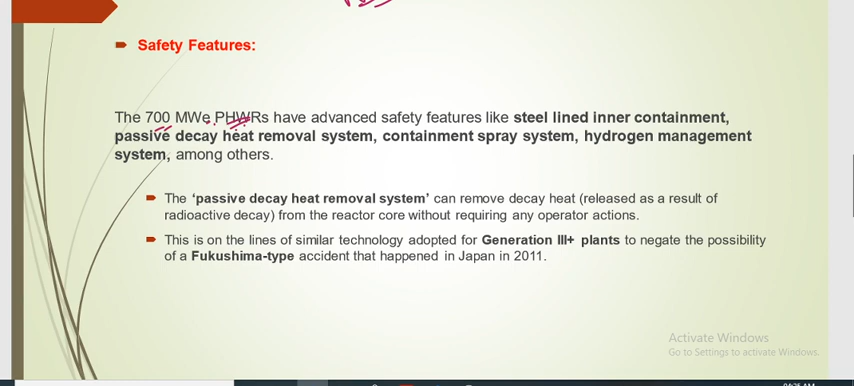 Safety Features:
The 700 MWe PHWRs have advanced safety features like steel lined inner containment,
passive decay heat removal system, containment spray system, hydrogen management
system, among others.
The ‘passive decay heat removal system’ can remove decay heat (released as a result of
radioactive decay) from the reactor core without requiring any operator actions.
This is on the lines of similar technology adopted for Generation III+ plants to negate the possibility
of a Fukushima-type accident that happened in Japan in 2011.
Activate Windows
Go to Settings to activate Windows.